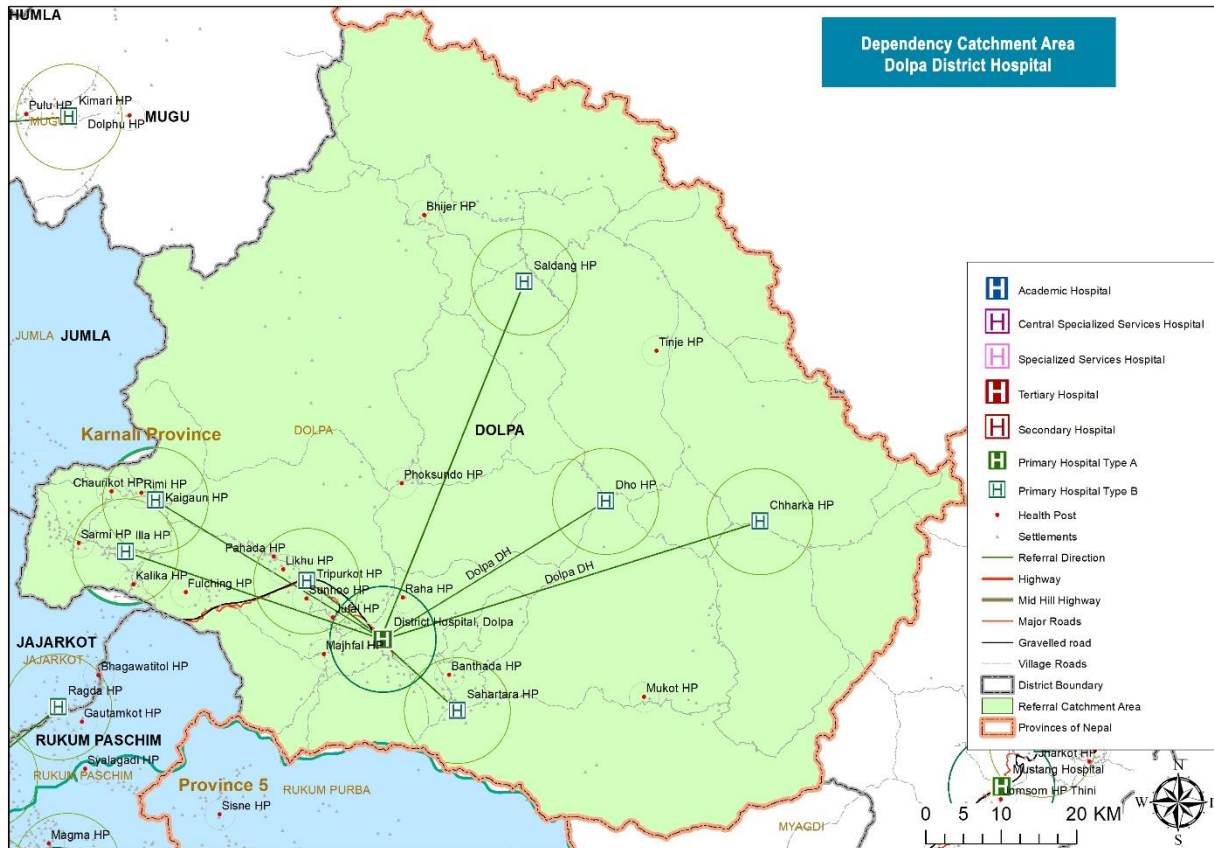 HUMLA
Dependency Catchment Area
Dolpa District Hospital
Pulu HP
Kimari HP
MUGU
Dolphu HP
MUGU
Bhijer HP
Saldang HP
Tinje HP
JUMLA
JUMLA
Karnali Province
DOLPA
DOLPA
Chaurikot HP
Rimi HP
Kaigaun HP
Phoksundo HP
Dho HP
Chharka HP
Sarmi HP
Illa HP
Pahada HP
Likhu HP
Tripurkot HP
Dolpa DH
Dolpa DH
Kalika HP
Fulching HP
Sunhoo HP
Raha HP
Jufal HP
District Hospital, Dolpa
Majhfal HP
JAJARKOT
JAJARKOT
Bhagawatitol HP
Banthada HP
Ragda HP
Sahartara HP
Mukot HP
Gautamkot HP
RUKUM PASCHIM
Syalagadi HP
RUKUM PASCHIM
Province 5
RUKUM PURBA
Sisne HP
Magma HP
MYAGDI
Academic Hospital
Central Specialized Services Hospital
Specialized Services Hospital
Tertiary Hospital
Secondary Hospital
Primary Hospital Type A
Primary Hospital Type B
Health Post
Settlements
Referral Direction
Highway
Mid Hill Highway
Major Roads
Gravelled road
Village Roads
District Boundary
Referral Catchment Area
Provinces of Nepal
Jharkot HP
Mustang Hospital
Jomsom HP
Thini
0 5 10 20 KM
N
W
S